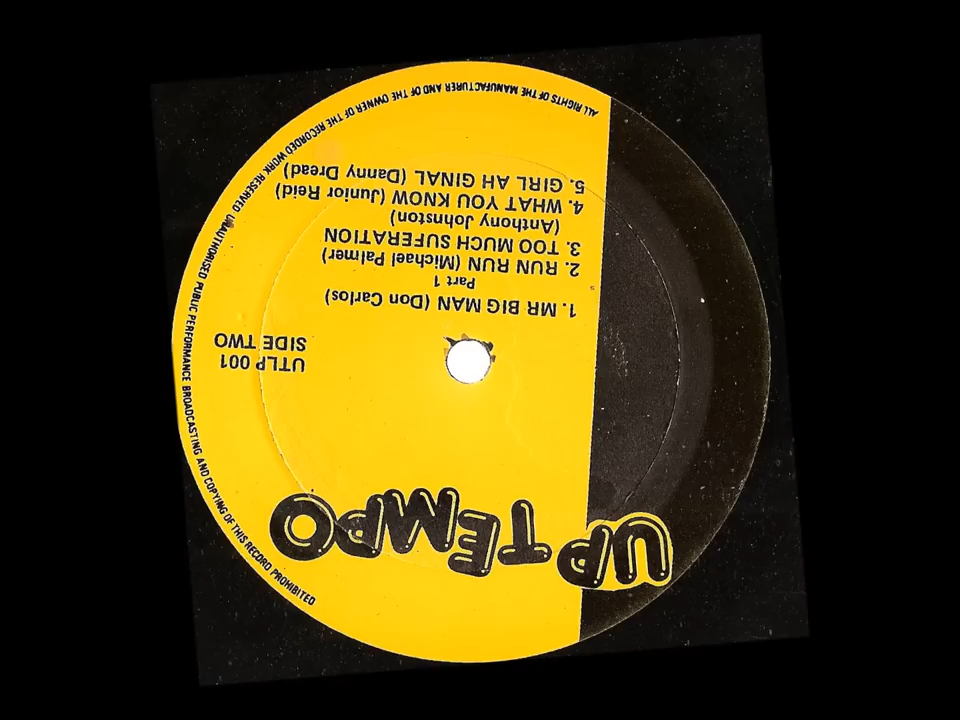 UP TEMPO
UTLP 001
SIDE TWO
1. MR BIG MAN (Don Carlos)
Part 1
2. RUN RUN (Michael Palmer)
3. TOO MUCH SUFERATION
(Anthony Johnston)
4. WHAT YOU KNOW (Junior Reid)
5. GIRL AH GINAL (Danny Dread)
ALL RIGHTS OF THE MANUFACTURER AND OF THE OWNER OF THE RECORDED WORK RESERVED UNAUTHORISED PUBLIC PERFORMANCE BROADCASTING AND COPYING OF THIS RECORD PROHIBITED